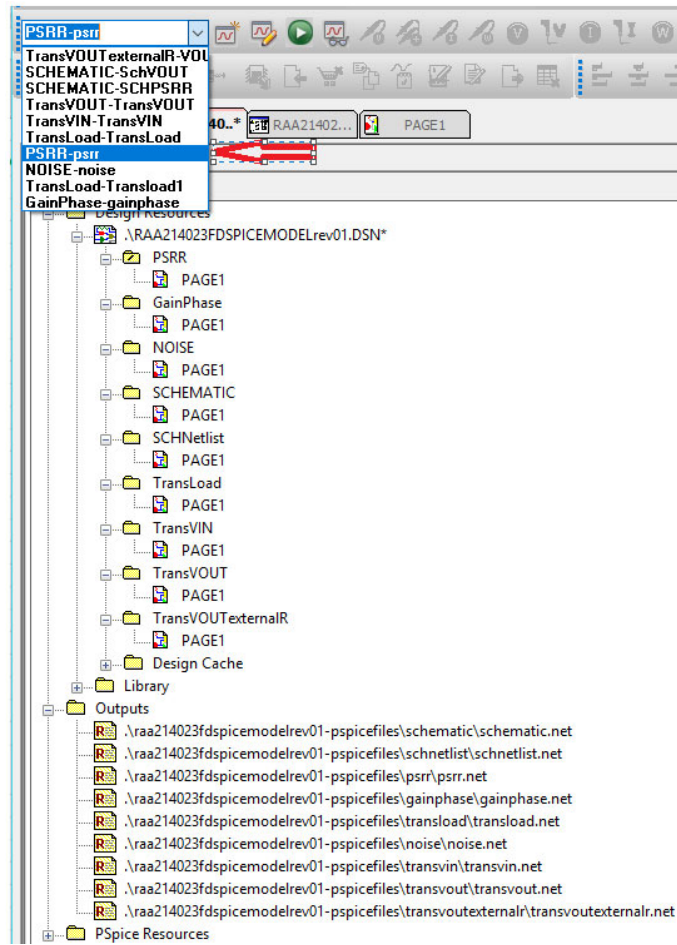 PSRR-psrr
TransVOUTexternalR-VOU
SCHEMATIC-SchVOUT
SCHEMATIC-SCHPSRR
TransVOUT-TransVOUT
TransVIN-TransVIN
TransLoad-TransLoad
PSRR-psrr
NOISE-noise
TransLoad-Transload1
GainPhase-gainphase
40..* RAA21402... PAGE1
Design Resources
.\RAA214023FDSPICEMODELrev01.DSN*
PSRR
PAGE1
GainPhase
PAGE1
NOISE
PAGE1
SCHEMATIC
PAGE1
SCHNetlist
PAGE1
TransLoad
PAGE1
TransVIN
PAGE1
TransVOUT
PAGE1
TransVOUTexternalR
PAGE1
Design Cache
Library
Outputs
.\raa214023fdspicemodelrev01-pspicefiles\schematic\schematic.net
.\raa214023fdspicemodelrev01-pspicefiles\schnetlist\schnetlist.net
.\raa214023fdspicemodelrev01-pspicefiles\psrr\psrr.net
.\raa214023fdspicemodelrev01-pspicefiles\gainphase\gainphase.net
.\raa214023fdspicemodelrev01-pspicefiles\transload\transload.net
.\raa214023fdspicemodelrev01-pspicefiles\noise\noise.net
.\raa214023fdspicemodelrev01-pspicefiles\transvin\transvin.net
.\raa214023fdspicemodelrev01-pspicefiles\transvout\transvout.net
.\raa214023fdspicemodelrev01-pspicefiles\transvoutexternalr\transvoutexternalr.net
PSpice Resources